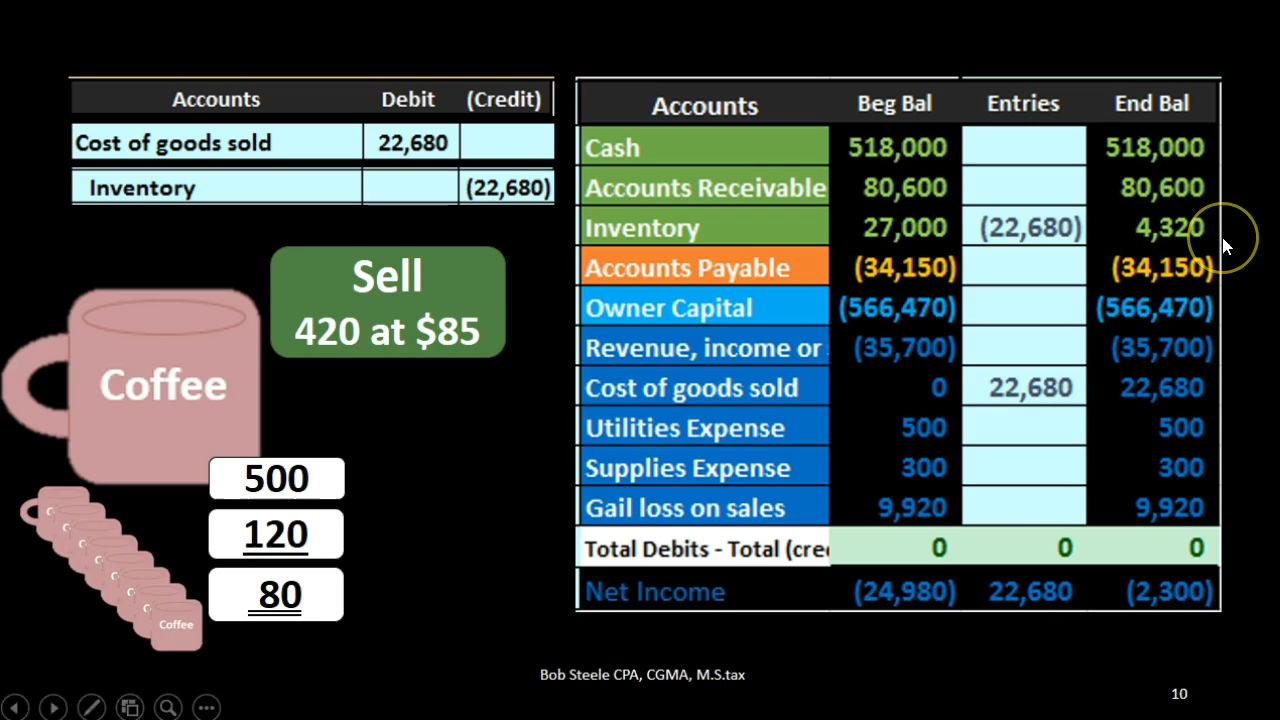 Accounts Debit (Credit)
Cost of goods sold 22,680
Inventory (22,680)
Sell
420 at $85
Coffee
500
120
80
Coffee
Accounts Beg Bal Entries End Bal
Cash 518,000 518,000
Accounts Receivable 80,600 80,600
Inventory 27,000 (22,680) 4,320
Accounts Payable (34,150) (34,150)
Owner Capital (566,470) (566,470)
Revenue, income or (35,700) (35,700)
Cost of goods sold 0 22,680 22,680
Utilities Expense 500 500
Supplies Expense 300 300
Gail loss on sales 9,920 9,920
Total Debits - Total (cre 0 0 0
Net Income (24,980) 22,680 (2,300)
Bob Steele CPA, CGMA, M.S.tax
10